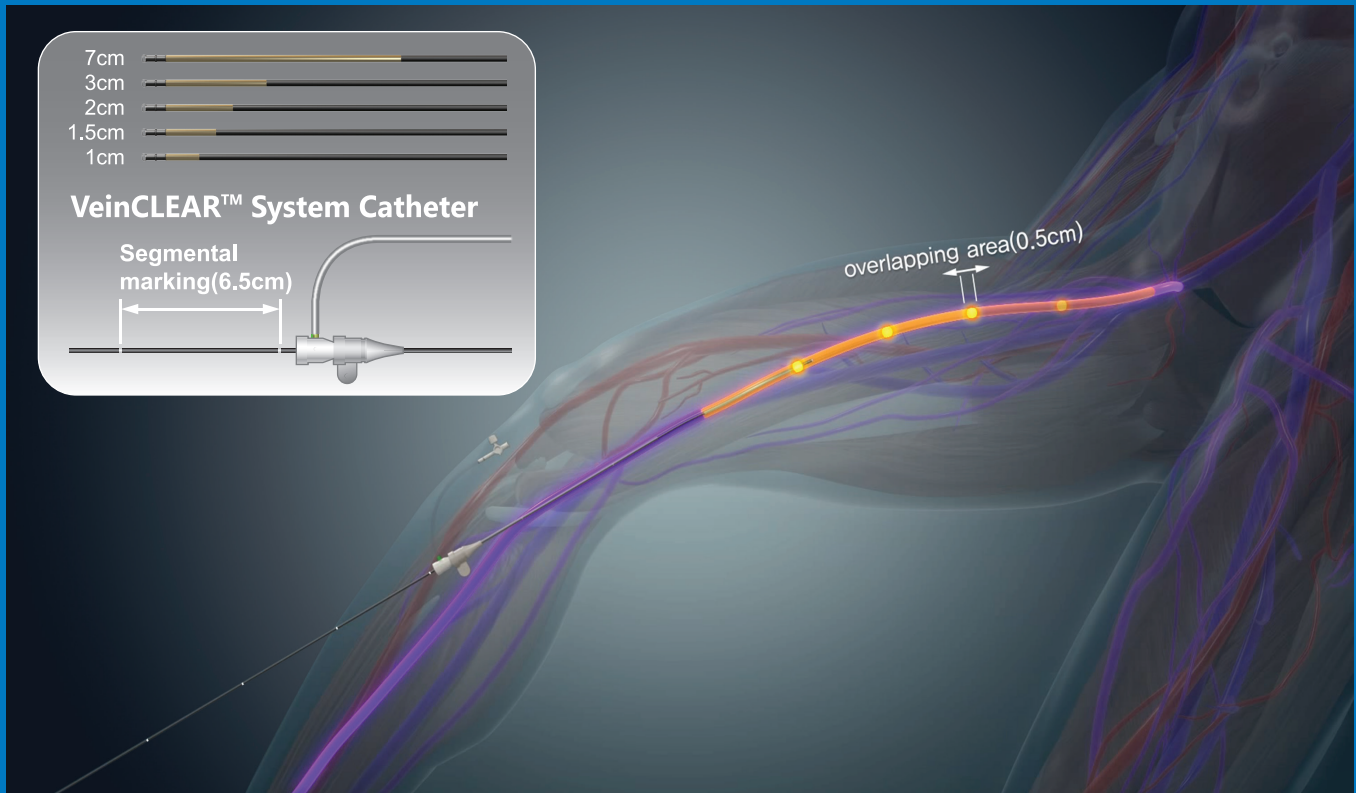 7cm
3cm
2cm
1.5cm
1cm
VeinCLEAR™ System Catheter
Segmental
marking(6.5cm)
overlapping area(0.5cm)